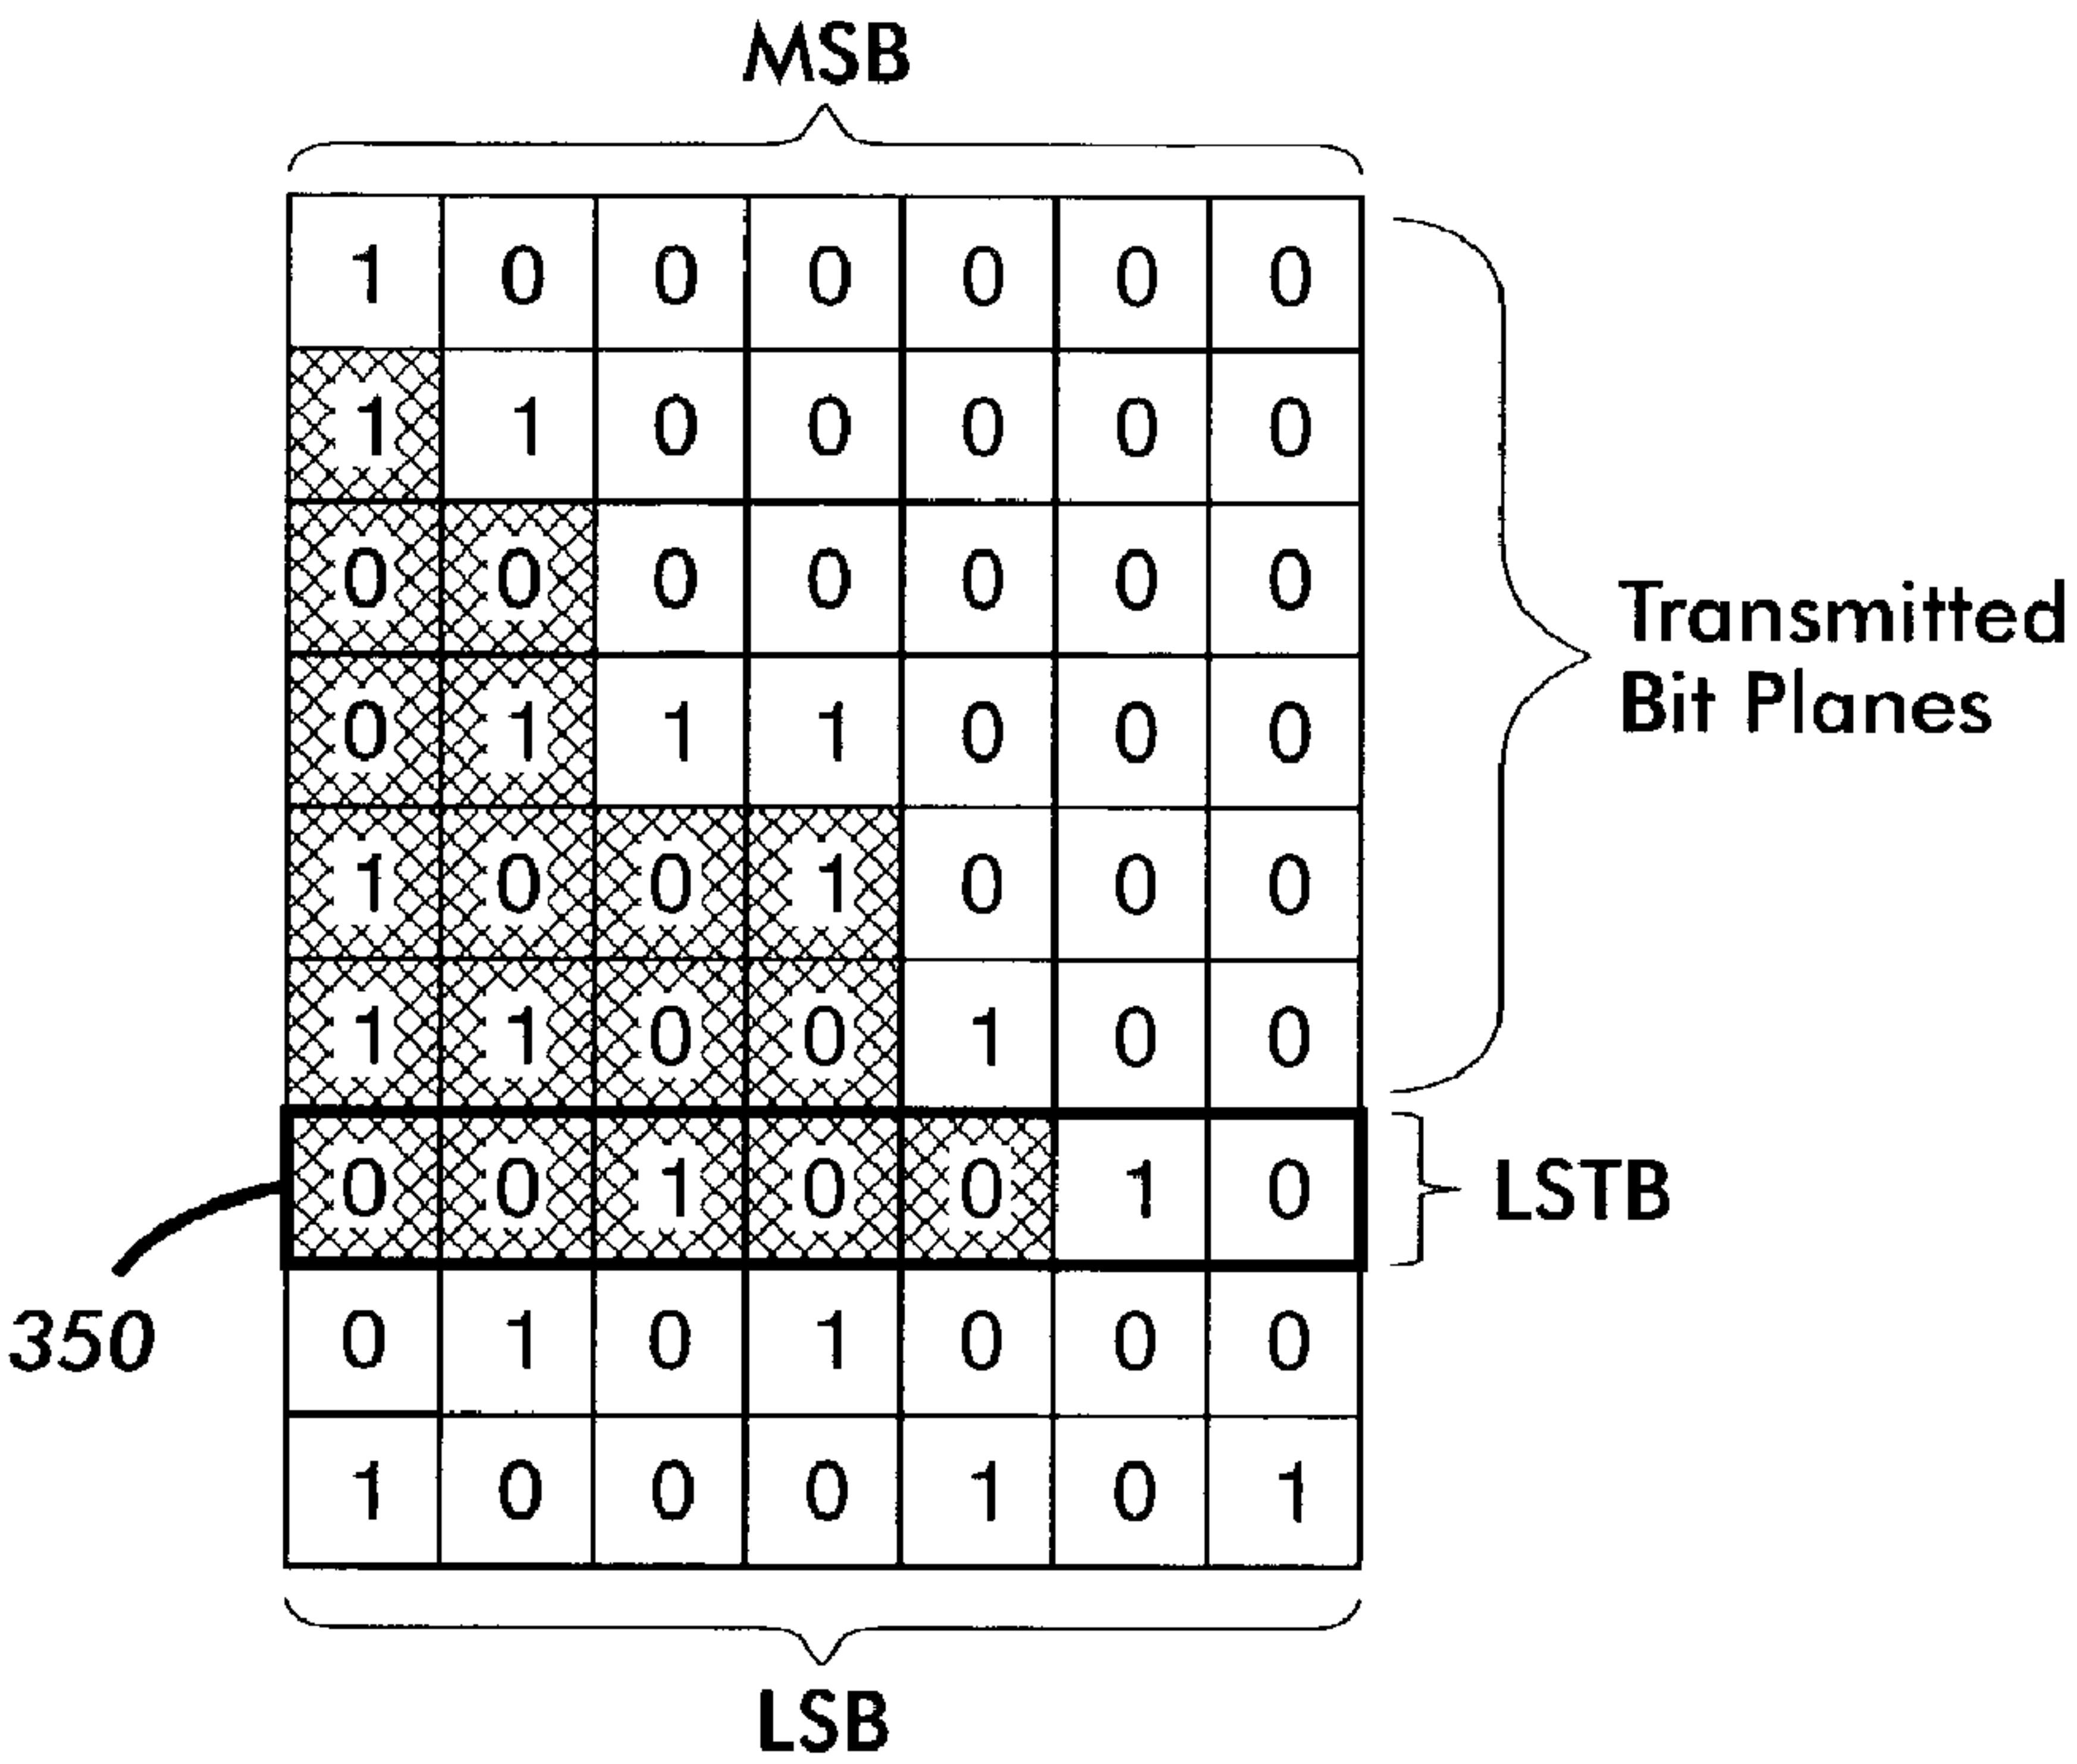 MSB
1 0 0 0 0 0 0
1 1 0 0 0 0 0
0 0 0 0 0 0 0
0 1 1 1 0 0 0
Transmitted
Bit Planes
1 0 0 1 0 0 0
1 1 0 0 1 0 0
0 0 1 0 0 1 0
LSTB
350
0 1 0 1 0 0 0
1 0 0 0 1 0 1
LSB